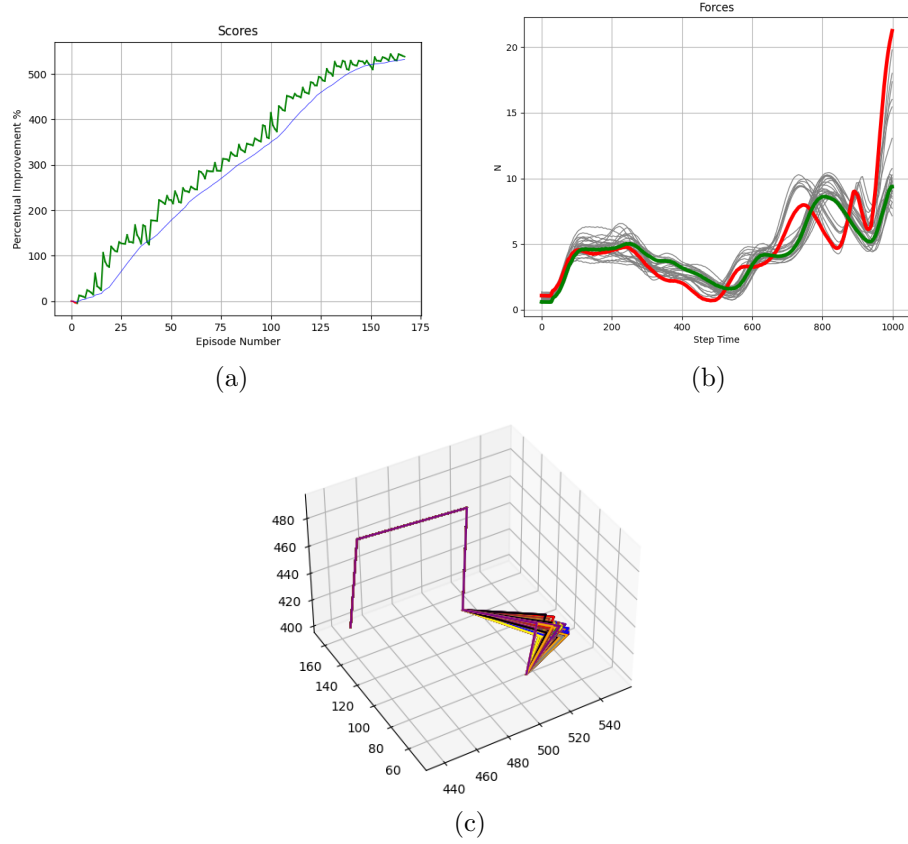 Scores
Percentual Improvement %
500
400
300
200
100
0
0 25 50 75 100 125 150 175
Episode Number
(a)
Forces
N
20
15
10
5
0
0 200 400 600 800 1000
Step Time
(b)
480
460
440
420
400
160
140
120
100
80
60
440 460 480 500 520 540
(c)